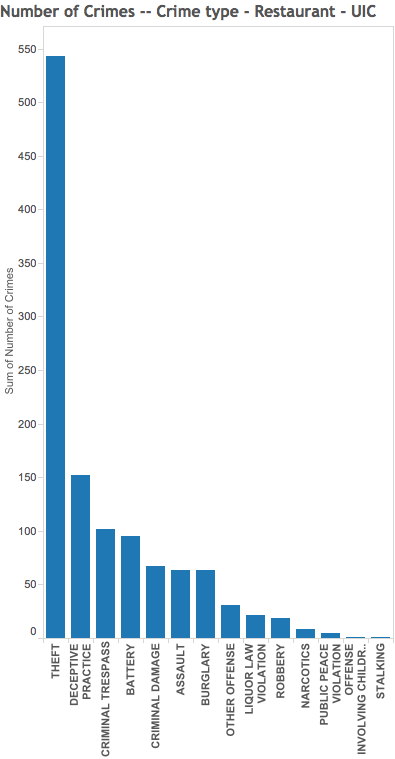 Number of Crimes -- Crime type - Restaurant - UIC
550
500
450
400
350
300
250
200
150
100
50
0
Sum of Number of Crimes
THEFT
DECEPTIVE
PRACTICE
CRIMINAL TRESPASS
BATTERY
CRIMINAL DAMAGE
ASSAULT
BURGLARY
OTHER OFFENSE
LIQUOR LAW
VIOLATION
ROBBERY
NARCOTICS
PUBLIC PEACE
VIOLATION
OFFENSE
INVOLVING CHILDR..
STALKING